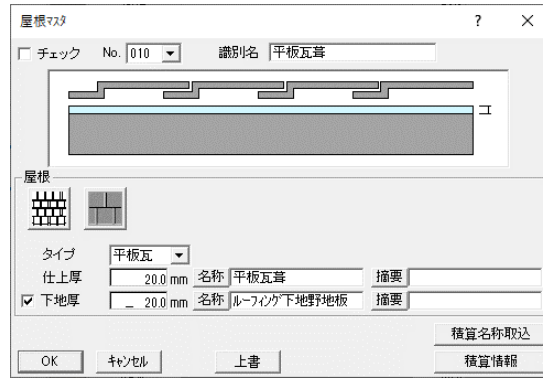 屋根ﾏｽﾀ ? ×
チェック No. 010 識別名 平板瓦葺
屋根
タイプ 平板瓦
仕上厚 20.0 mm 名称 平板瓦葺 摘要
下地厚 20.0 mm 名称 ﾙｰﾌｨﾝｸﾞ下地野地板 摘要
積算名称取込
OK ｷｬﾝｾﾙ 上書 積算情報